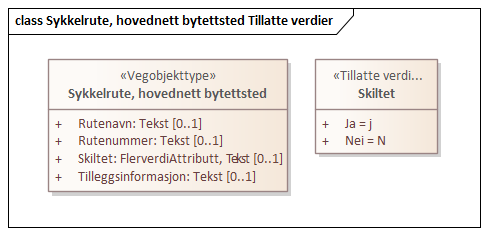 class Sykkelrute, hovednett bytettsted Tillatte verdier
«Vegobjekttype»
Sykkelrute, hovednett bytettsted
+ Rutenavn: Tekst [0..1]
+ Rutenummer: Tekst [0..1]
+ Skiltet: FlerverdiAttributt, Tekst [0..1]
+ Tilleggsinformasjon: Tekst [0..1]
«Tillatte verdi...
Skiltet
+ Ja = j
+ Nei = N